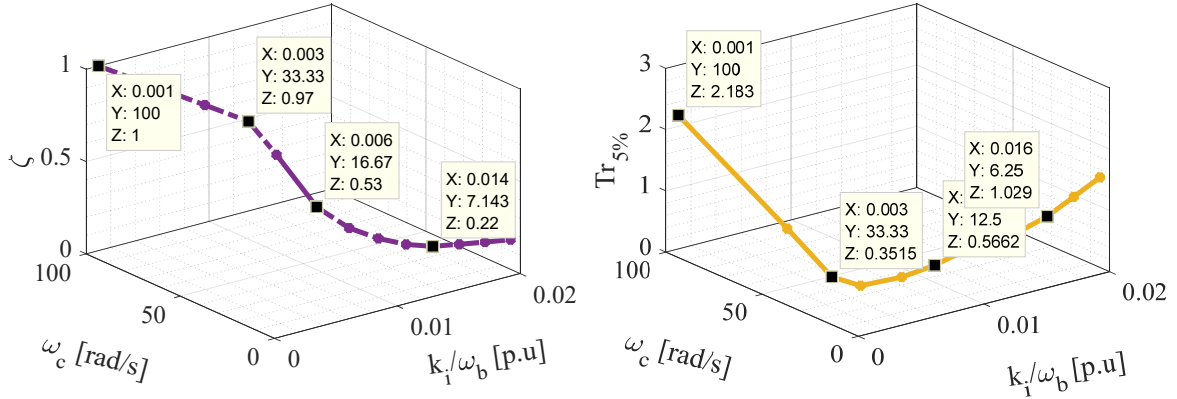 1
0.5
0
ζ
100
50
0
ω_c [rad/s]
0
0.01
0.02
k_i/ω_b [p.u]
X: 0.001
Y: 100
Z: 1
X: 0.003
Y: 33.33
Z: 0.97
X: 0.006
Y: 16.67
Z: 0.53
X: 0.014
Y: 7.143
Z: 0.22
3
2
1
0
Tr_5%
100
50
0
ω_c [rad/s]
0
0.01
0.02
k_i/ω_b [p.u]
X: 0.001
Y: 100
Z: 2.183
X: 0.003
Y: 33.33
Z: 0.3515
X:
Y: 12.5
Z: 0.5662
X: 0.016
Y: 6.25
Z: 1.029